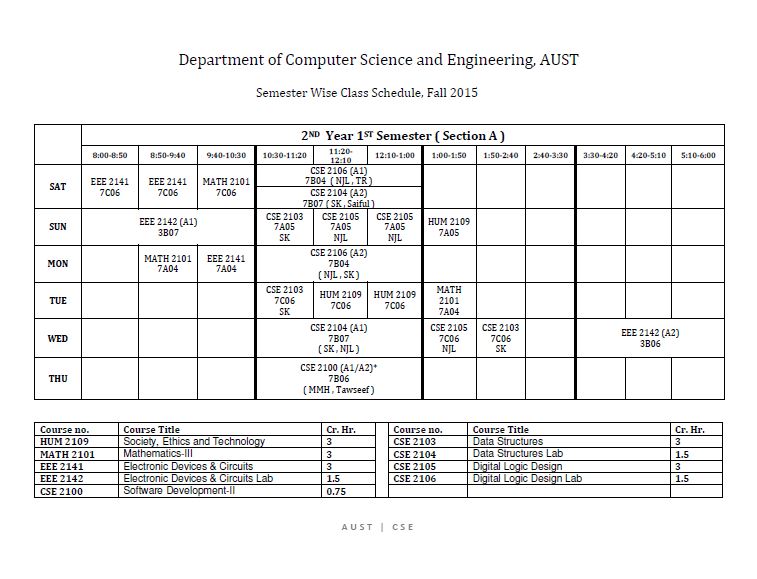 Department of Computer Science and Engineering, AUST
Semester Wise Class Schedule, Fall 2015
2ND Year 1ST Semester ( Section A )
8:00-8:50 8:50-9:40 9:40-10:30 10:30-11:20 11:20-12:10 12:10-1:00 1:00-1:50 1:50-2:40 2:40-3:30 3:30-4:20 4:20-5:10 5:10-6:00
SAT
EEE 2141
7C06
EEE 2141
7C06
MATH 2101
7C06
CSE 2106 (A1)
7B04 ( NJL , TR )
CSE 2104 (A2)
7B07 ( SK , Saiful )
SUN
EEE 2142 (A1)
3B07
CSE 2103
7A05
SK
CSE 2105
7A05
NJL
CSE 2105
7A05
NJL
HUM 2109
7A05
MON
MATH 2101
7A04
EEE 2141
7A04
CSE 2106 (A2)
7B04
( NJL , SK )
TUE
CSE 2103
7C06
SK
HUM 2109
7C06
HUM 2109
7C06
MATH
2101
7A04
WED
CSE 2104 (A1)
7B07
( SK , NJL )
CSE 2105
7C06
NJL
CSE 2103
7C06
SK
EEE 2142 (A2)
3B06
THU
CSE 2100 (A1/A2)*
7B06
( MMH , Tawseef )
Course no. Course Title Cr. Hr. Course no. Course Title Cr. Hr.
HUM 2109 Society, Ethics and Technology 3 CSE 2103 Data Structures 3
MATH 2101 Mathematics-III 3 CSE 2104 Data Structures Lab 1.5
EEE 2141 Electronic Devices & Circuits 3 CSE 2105 Digital Logic Design 3
EEE 2142 Electronic Devices & Circuits Lab 1.5 CSE 2106 Digital Logic Design Lab 1.5
CSE 2100 Software Development-II 0.75
AUST | CSE